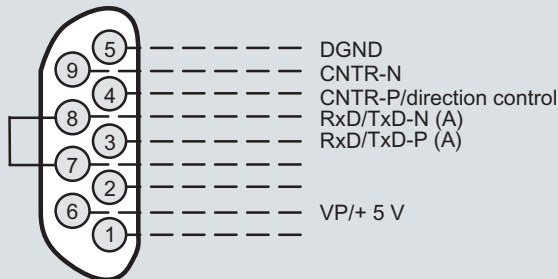 5 DGND
9 CNTR-N
4 CNTR-P/direction control
8 RxD/TxD-N (A)
3 RxD/TxD-P (A)
7
2
6 VP/+ 5 V
1